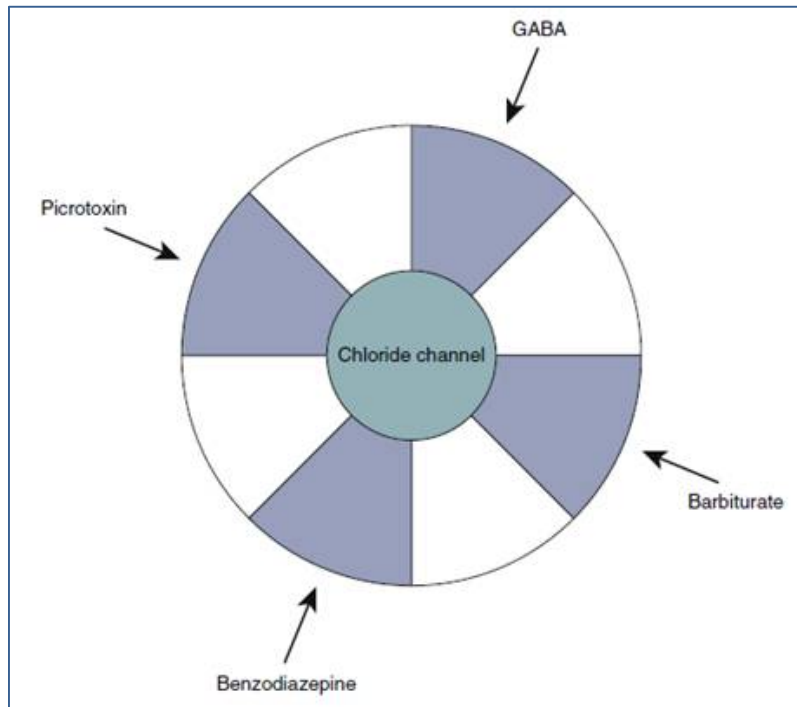 GABA
Picrotoxin
Chloride channel
Barbiturate
Benzodiazepine